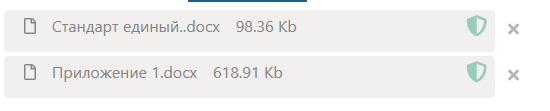 Стандарт единый..docx 98.36 Kb
Приложение 1.docx 618.91 Kb